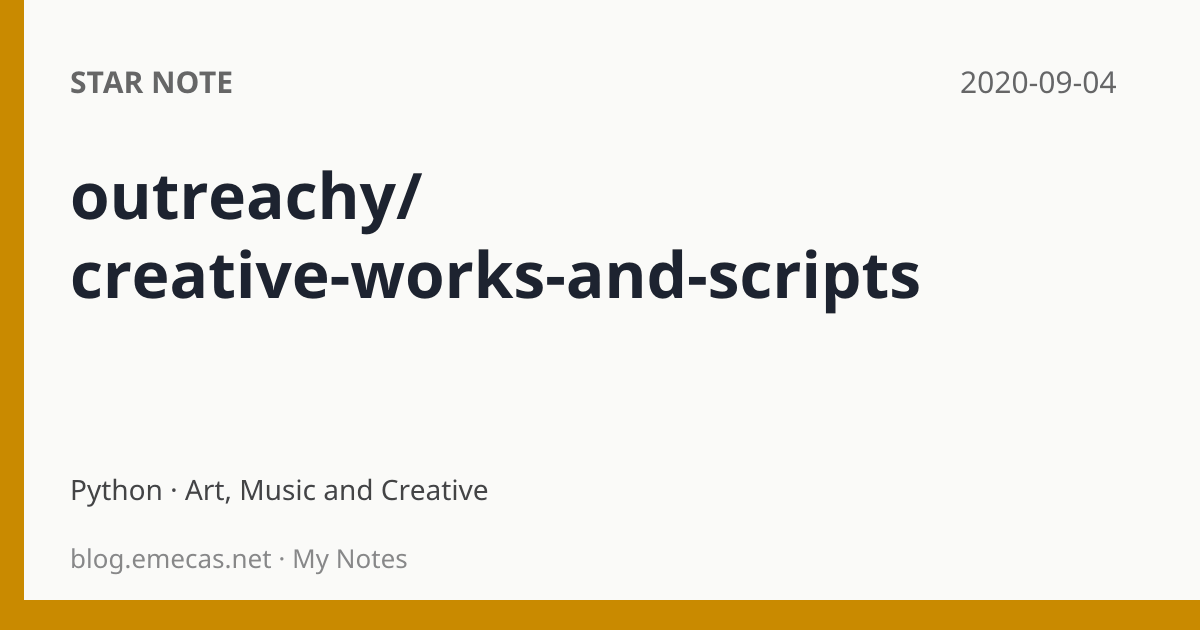 STAR NOTE
2020-09-04
outreachy/
creative-works-and-scripts
Python · Art, Music and Creative
blog.emecas.net · My Notes